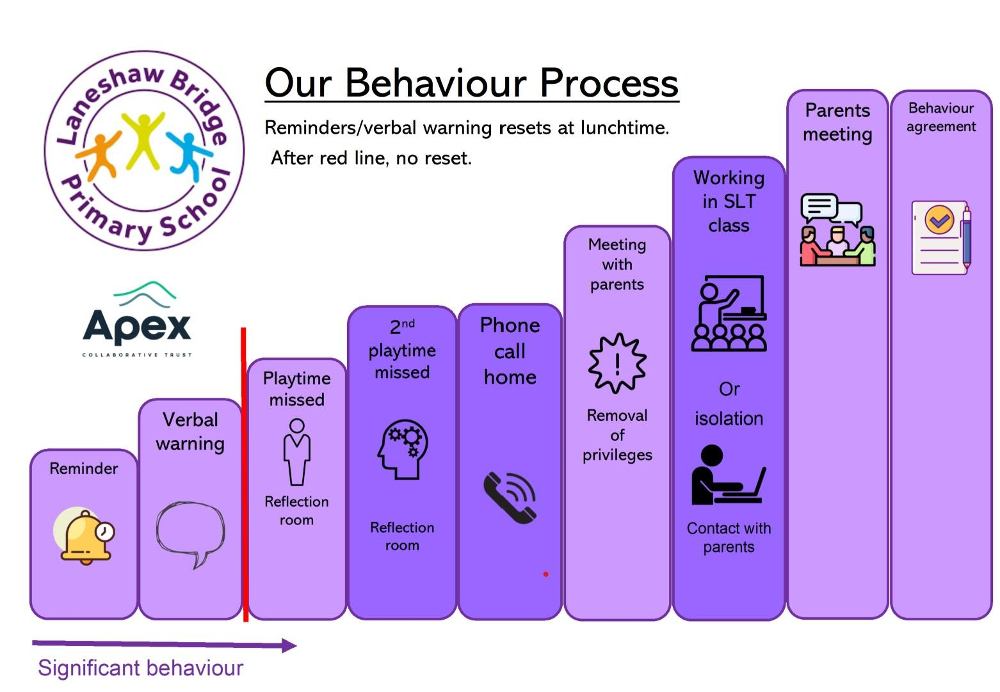 Laneshaw Bridge
Primary School
Our Behaviour Process
Reminders/verbal warning resets at lunchtime.
After red line, no reset.
Apex
COLLABORATIVE TRUST
Reminder
Verbal
warning
Playtime
missed
Reflection
room
2nd
playtime
missed
Reflection
room
Phone
call
home
Meeting
with
parents
Removal
of
privileges
Working
in SLT
class
Or
isolation
Contact with
parents
Parents
meeting
Behaviour
agreement
Significant behaviour